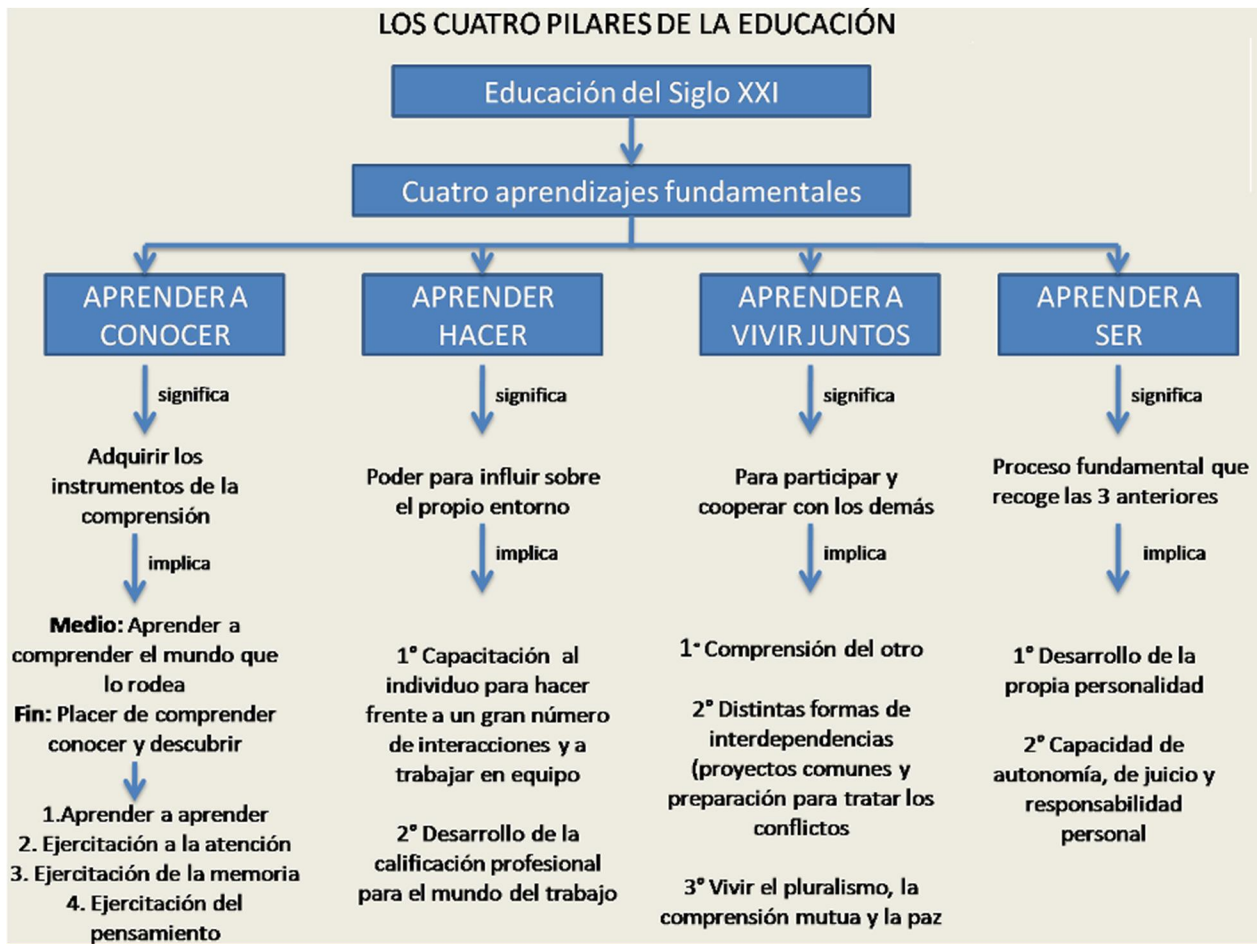 LOS CUATRO PILARES DE LA EDUCACIÓN
Educación del Siglo XXI
Cuatro aprendizajes fundamentales
APRENDER A
CONOCER
significa
Adquirir los
instrumentos de la
comprensión
implica
Medio: Aprender a
comprender el mundo que
lo rodea
Fin: Placer de comprender
conocer y descubrir
1.Aprender a aprender
2. Ejercitación a la atención
3. Ejercitación de la memoria
4. Ejercitación del
pensamiento
APRENDER
HACER
significa
Poder para influir sobre
el propio entorno
implica
1° Capacitación al
individuo para hacer
frente a un gran número
de interacciones y a
trabajar en equipo
2° Desarrollo de la
calificación profesional
para el mundo del trabajo
APRENDER A
VIVIR JUNTOS
significa
Para participar y
cooperar con los demás
implica
1° Comprensión del otro
2° Distintas formas de
interdependencias
(proyectos comunes y
preparación para tratar los
conflictos
3° Vivir el pluralismo, la
comprensión mutua y la paz
APRENDER A
SER
significa
Proceso fundamental que
recoge las 3 anteriores
implica
1° Desarrollo de la
propia personalidad
2° Capacidad de
autonomía, de juicio y
responsabilidad
personal